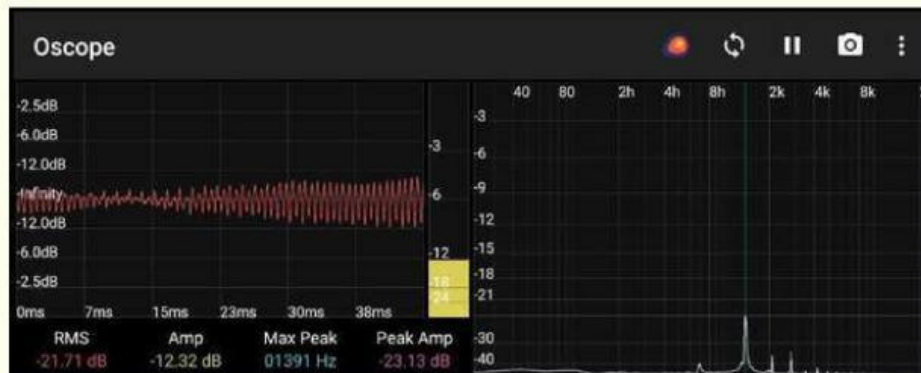 Oscope
-2.5dB
-6.0dB
-12.0dB
-Infinity
-12.0dB
-6.0dB
-2.5dB
0ms 7ms 15ms 23ms 30ms 38ms
-3
-6
-12
-18
-24
40 80 2h 4h 8h 2k 4k 8k
-3
-6
-9
-12
-15
-18
-21
-30
-40
RMS Amp Max Peak Peak Amp
-21.71 dB -12.32 dB 01391 Hz -23.13 dB